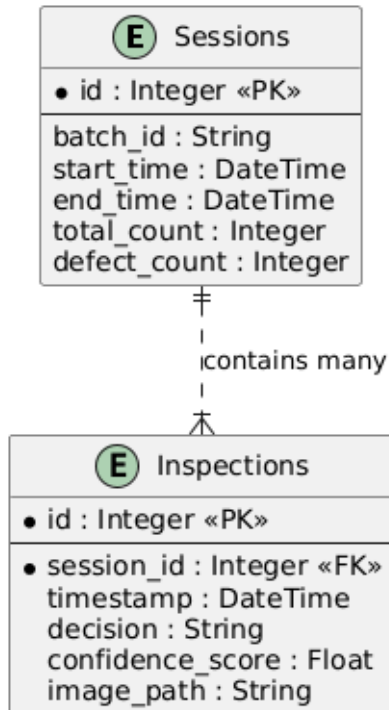 E Sessions
• id : Integer «PK»
batch_id : String
start_time : DateTime
end_time : DateTime
total_count : Integer
defect_count : Integer
contains many
E Inspections
• id : Integer «PK»
• session_id : Integer «FK»
timestamp : DateTime
decision : String
confidence_score : Float
image_path : String